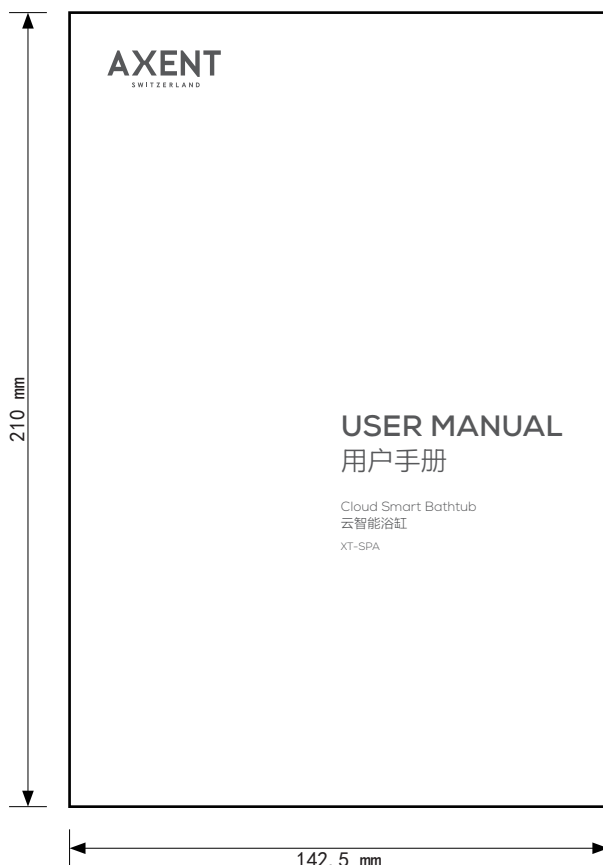 AXENT
SWITZERLAND
210 mm
USER MANUAL
用户手册
Cloud Smart Bathtub
云智能浴缸
XT-SPA
142.5 mm